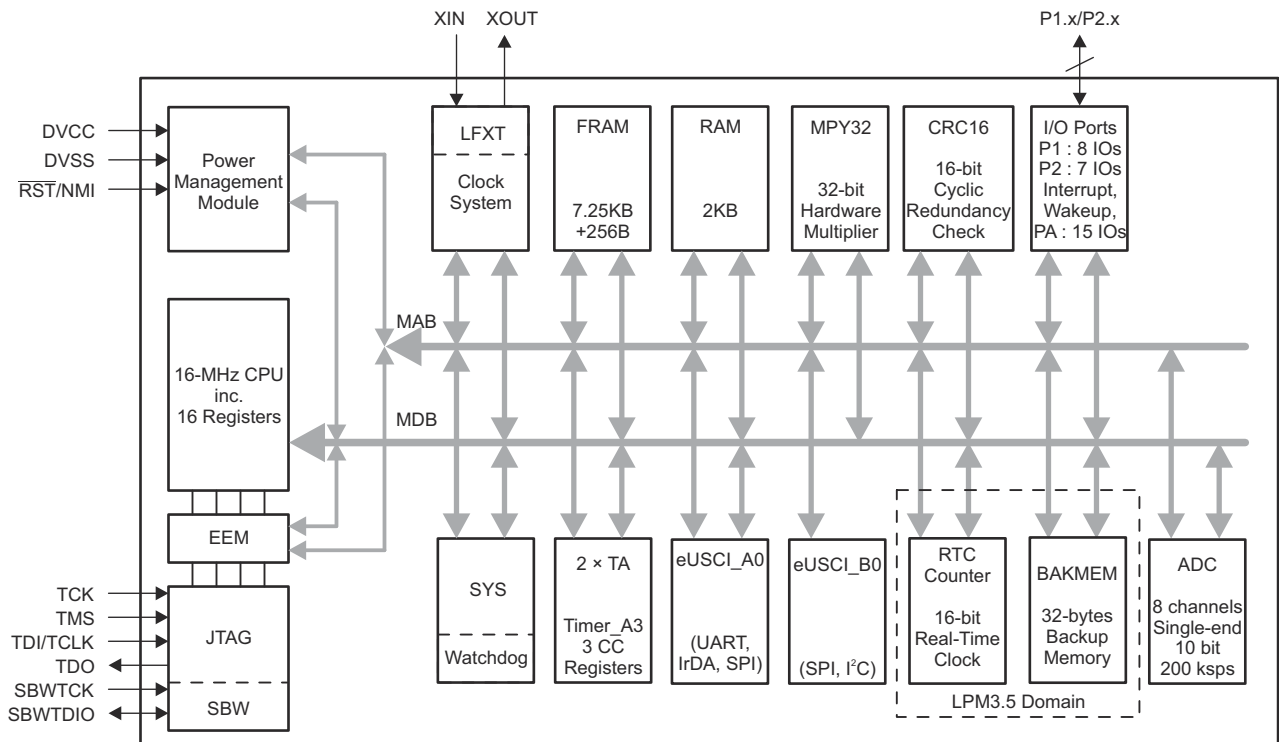 XIN
XOUT
P1.x/P2.x
DVCC
DVSS
RST/NMI
Power
Management
Module
LFXT
Clock
System
FRAM
7.25KB
+256B
RAM
2KB
MPY32
32-bit
Hardware
Multiplier
CRC16
16-bit
Cyclic
Redundancy
Check
I/O Ports
P1 : 8 IOs
P2 : 7 IOs
Interrupt,
Wakeup,
PA : 15 IOs
MAB
16-MHz CPU
inc.
16 Registers
MDB
EEM
TCK
TMS
TDI/TCLK
TDO
SBWTCK
SBWTDIO
JTAG
SBW
SYS
Watchdog
2 × TA
Timer_A3
3 CC
Registers
eUSCI_A0
(UART,
IrDA, SPI)
eUSCI_B0
(SPI, I²C)
RTC
Counter
16-bit
Real-Time
Clock
BAKMEM
32-bytes
Backup
Memory
LPM3.5 Domain
ADC
8 channels
Single-end
10 bit
200 ksps